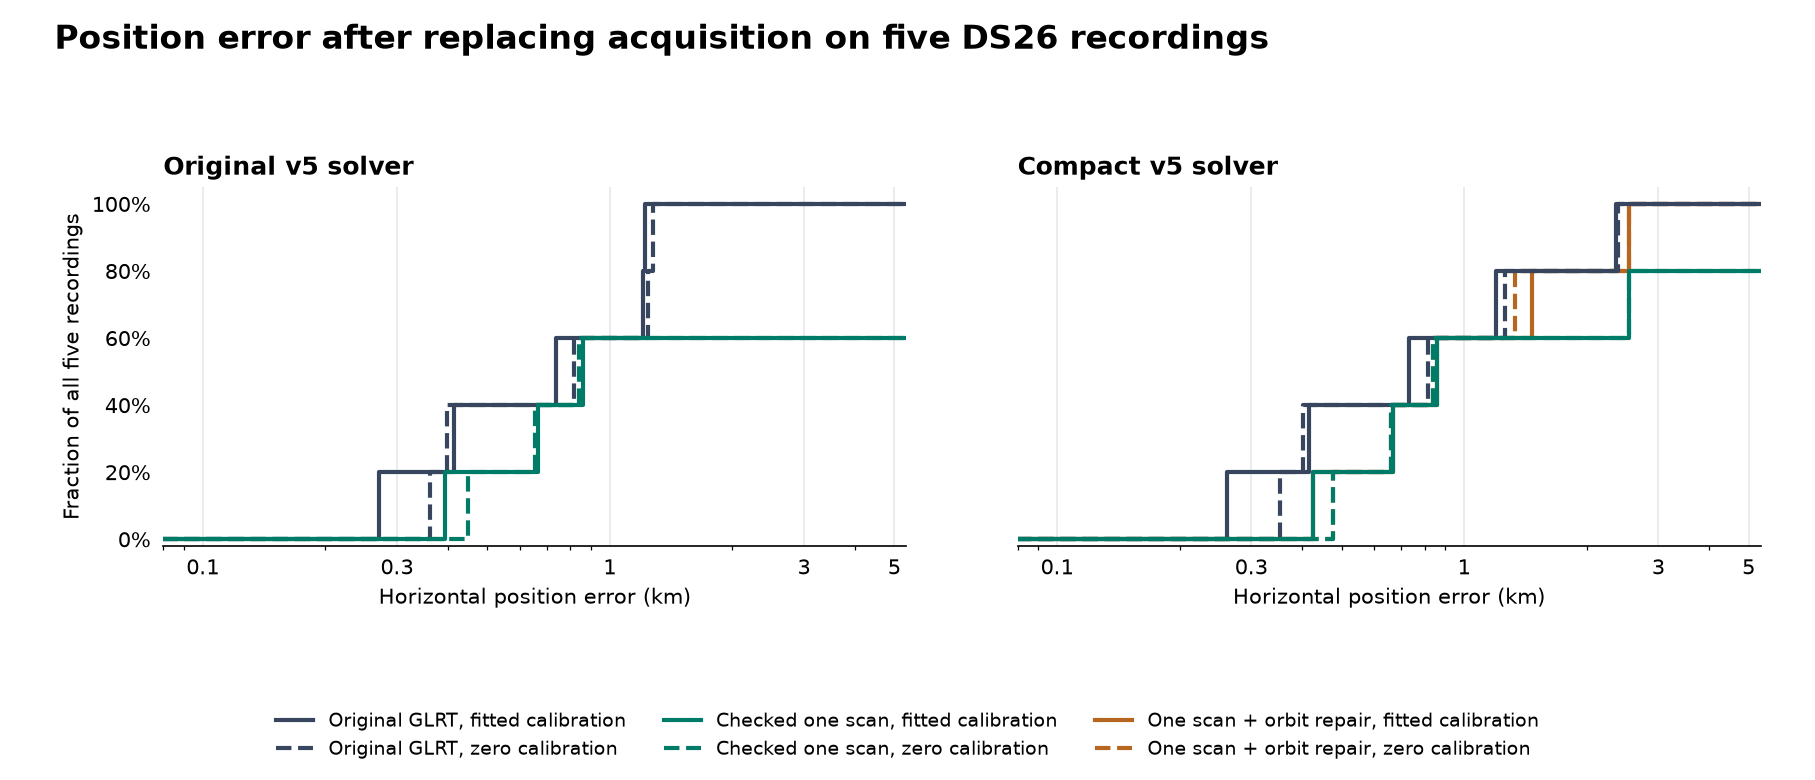 Position error after replacing acquisition on five DS26 recordings
Original v5 solver
Fraction of all five recordings
100%
80%
60%
40%
20%
0%
0.1 0.3 1 3 5
Horizontal position error (km)
Compact v5 solver
0.1 0.3 1 3 5
Horizontal position error (km)
Original GLRT, fitted calibration
Original GLRT, zero calibration
Checked one scan, fitted calibration
Checked one scan, zero calibration
One scan + orbit repair, fitted calibration
One scan + orbit repair, zero calibration